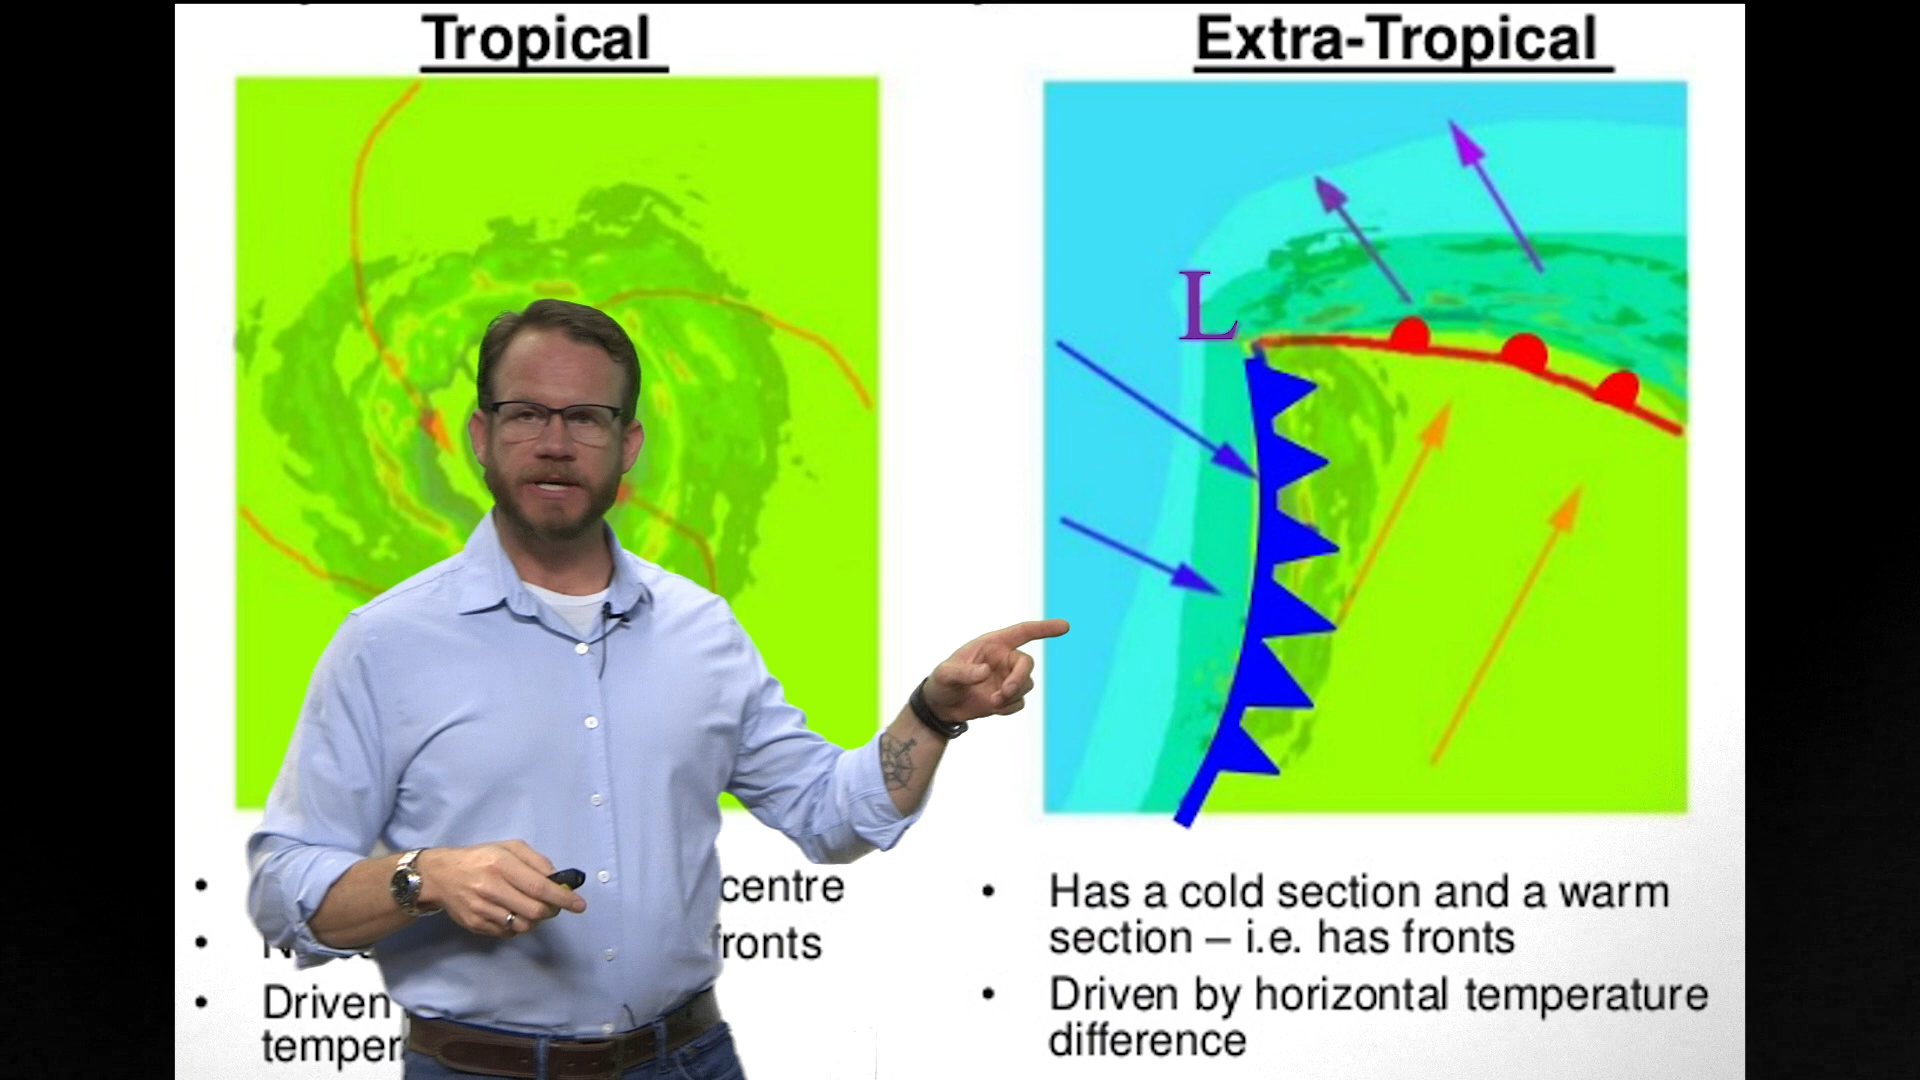 Tropical
Extra-Tropical
L
centre
fronts
Driven
• Has a cold section and a warm
section – i.e. has fronts
• Driven by horizontal temperature
difference